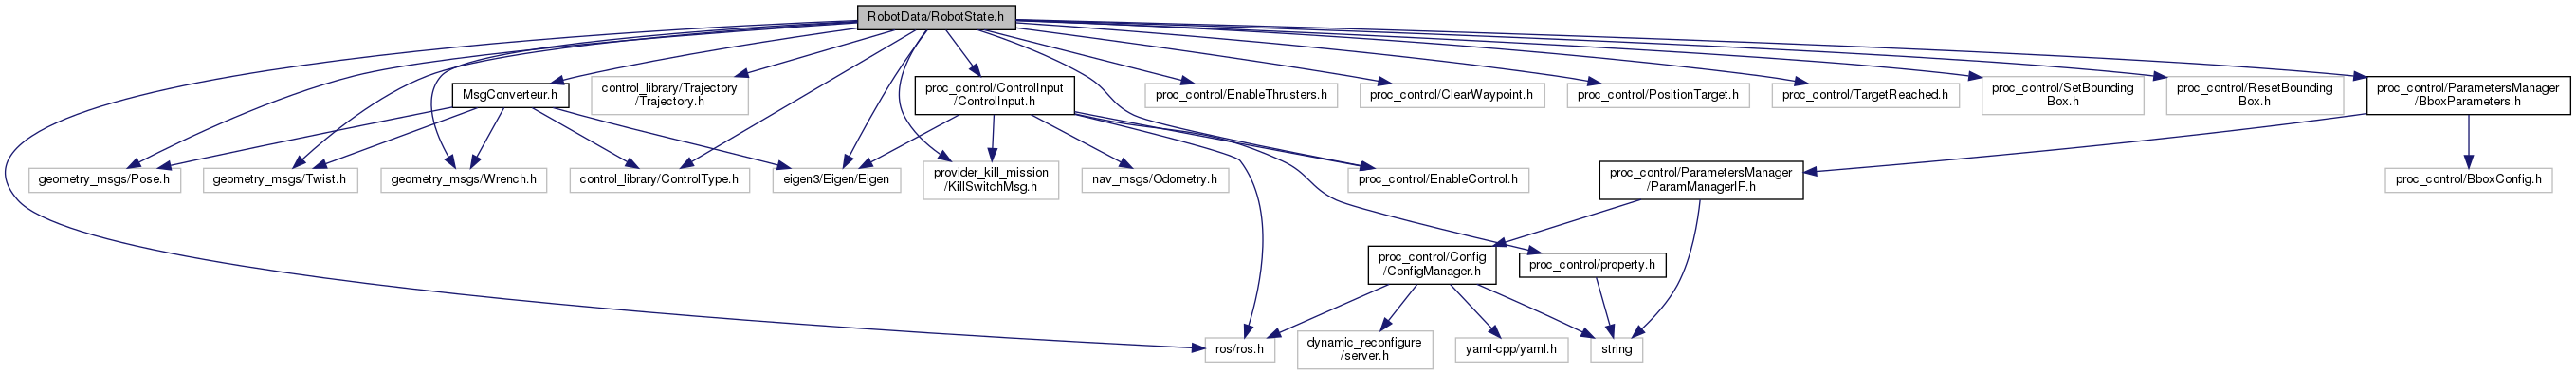 RobotData/RobotState.h
MsgConverteur.h
control_library/Trajectory
/Trajectory.h
proc_control/ControlInput
/ControlInput.h
proc_control/EnableThrusters.h
proc_control/ClearWaypoint.h
proc_control/PositionTarget.h
proc_control/TargetReached.h
proc_control/SetBounding
Box.h
proc_control/ResetBounding
Box.h
proc_control/ParametersManager
/BboxParameters.h
geometry_msgs/Pose.h
geometry_msgs/Twist.h
geometry_msgs/Wrench.h
control_library/ControlType.h
eigen3/Eigen/Eigen
provider_kill_mission
/KillSwitchMsg.h
nav_msgs/Odometry.h
proc_control/EnableControl.h
proc_control/ParametersManager
/ParamManagerIF.h
proc_control/BboxConfig.h
proc_control/Config
/ConfigManager.h
proc_control/property.h
ros/ros.h
dynamic_reconfigure
/server.h
yaml-cpp/yaml.h
string